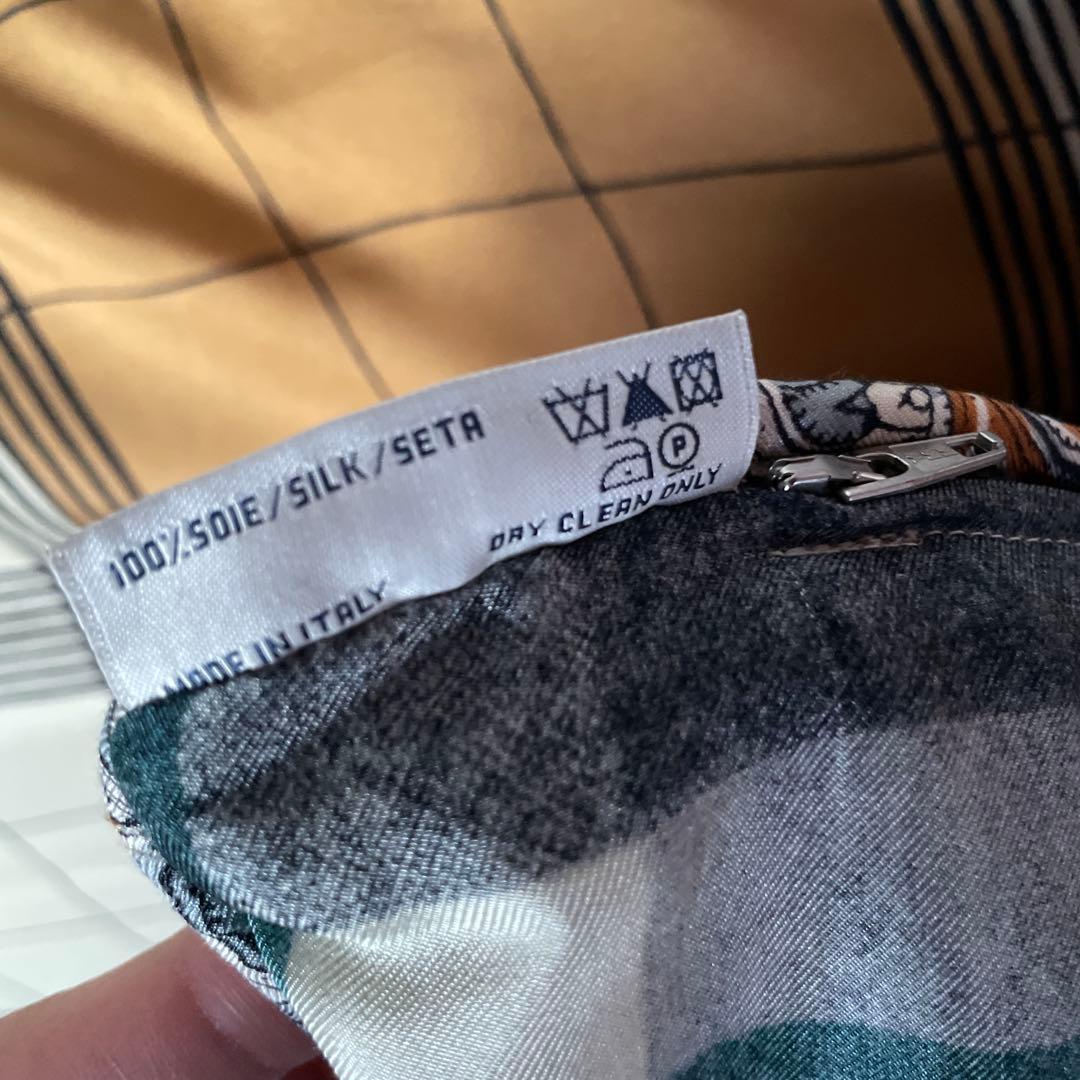 100% SOIE/SILK/SETA
P
DRY CLEAN ONLY
MADE IN ITALY